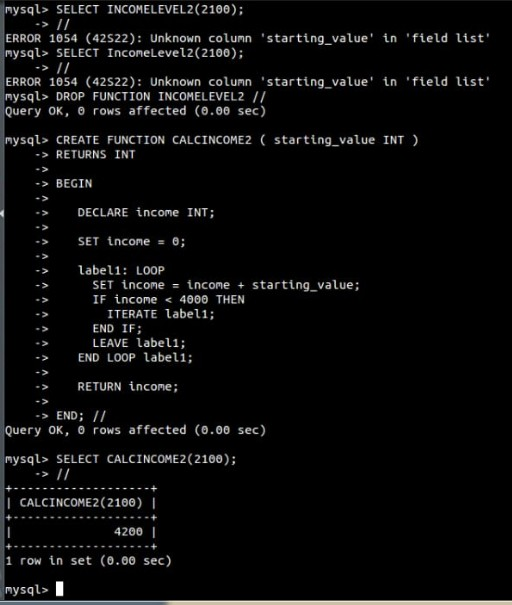 mysql> SELECT INCOMELEVEL2(2100);
    -> //
ERROR 1054 (42S22): Unknown column 'starting_value' in 'field list'
mysql> SELECT IncomeLevel2(2100);
    -> //
ERROR 1054 (42S22): Unknown column 'starting_value' in 'field list'
mysql> DROP FUNCTION INCOMELEVEL2 //
Query OK, 0 rows affected (0.00 sec)

mysql> CREATE FUNCTION CALCINCOME2 ( starting_value INT )
    -> RETURNS INT
    ->
    -> BEGIN
    ->
    ->    DECLARE income INT;
    ->
    ->    SET income = 0;
    ->
    ->    label1: LOOP
    ->      SET income = income + starting_value;
    ->      IF income < 4000 THEN
    ->        ITERATE label1;
    ->      END IF;
    ->      LEAVE label1;
    ->    END LOOP label1;
    ->
    ->    RETURN income;
    ->
    -> END; //
Query OK, 0 rows affected (0.00 sec)

mysql> SELECT CALCINCOME2(2100);
    -> //
+-------------------+
| CALCINCOME2(2100) |
+-------------------+
|              4200 |
+-------------------+
1 row in set (0.00 sec)

mysql>